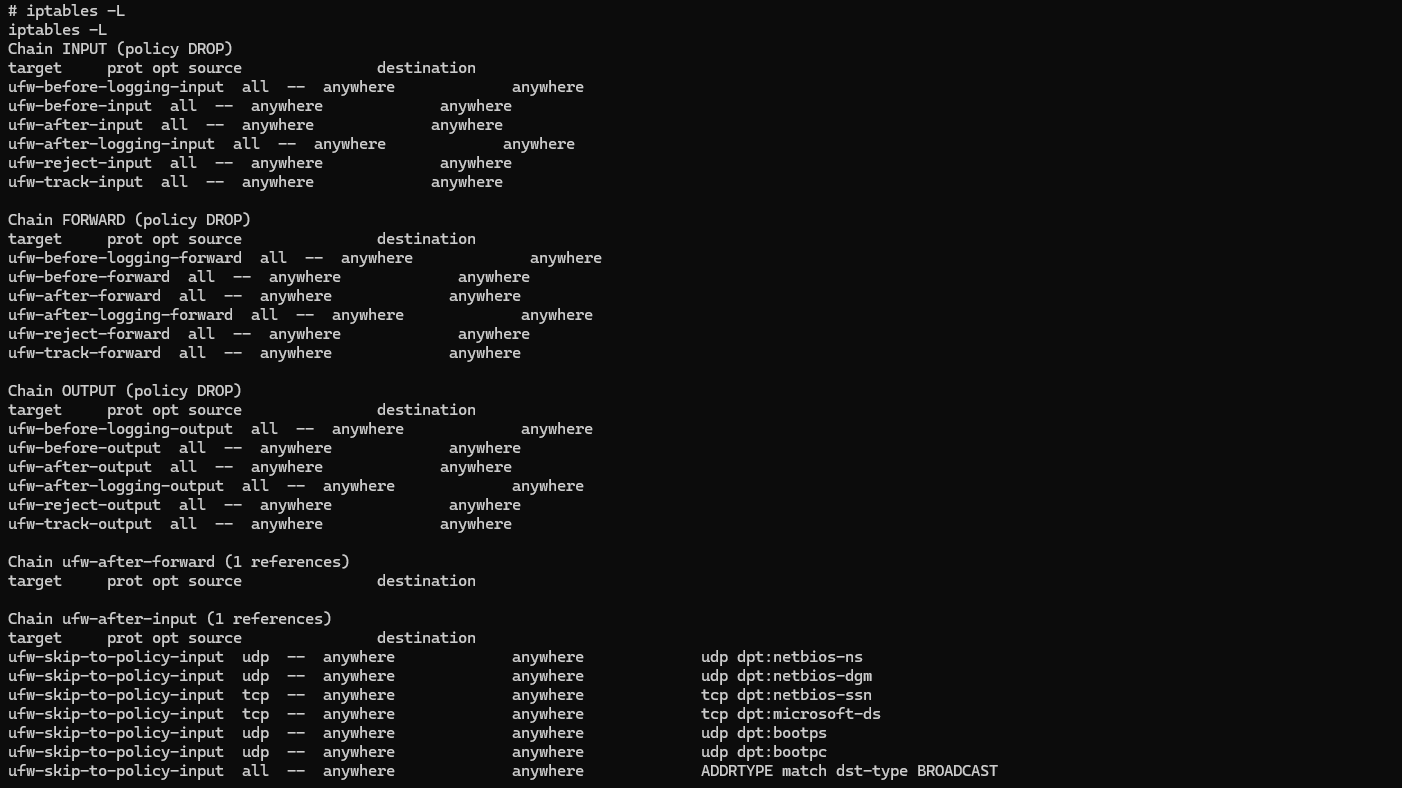 # iptables -L
iptables -L
Chain INPUT (policy DROP)
target     prot opt source               destination
ufw-before-logging-input  all  --  anywhere             anywhere
ufw-before-input  all  --  anywhere             anywhere
ufw-after-input  all  --  anywhere             anywhere
ufw-after-logging-input  all  --  anywhere             anywhere
ufw-reject-input  all  --  anywhere             anywhere
ufw-track-input  all  --  anywhere             anywhere

Chain FORWARD (policy DROP)
target     prot opt source               destination
ufw-before-logging-forward  all  --  anywhere             anywhere
ufw-before-forward  all  --  anywhere             anywhere
ufw-after-forward  all  --  anywhere             anywhere
ufw-after-logging-forward  all  --  anywhere             anywhere
ufw-reject-forward  all  --  anywhere             anywhere
ufw-track-forward  all  --  anywhere             anywhere

Chain OUTPUT (policy DROP)
target     prot opt source               destination
ufw-before-logging-output  all  --  anywhere             anywhere
ufw-before-output  all  --  anywhere             anywhere
ufw-after-output  all  --  anywhere             anywhere
ufw-after-logging-output  all  --  anywhere             anywhere
ufw-reject-output  all  --  anywhere             anywhere
ufw-track-output  all  --  anywhere             anywhere

Chain ufw-after-forward (1 references)
target     prot opt source               destination

Chain ufw-after-input (1 references)
target     prot opt source               destination
ufw-skip-to-policy-input  udp  --  anywhere             anywhere             udp dpt:netbios-ns
ufw-skip-to-policy-input  udp  --  anywhere             anywhere             udp dpt:netbios-dgm
ufw-skip-to-policy-input  tcp  --  anywhere             anywhere             tcp dpt:netbios-ssn
ufw-skip-to-policy-input  tcp  --  anywhere             anywhere             tcp dpt:microsoft-ds
ufw-skip-to-policy-input  udp  --  anywhere             anywhere             udp dpt:bootps
ufw-skip-to-policy-input  udp  --  anywhere             anywhere             udp dpt:bootpc
ufw-skip-to-policy-input  all  --  anywhere             anywhere             ADDRTYPE match dst-type BROADCAST